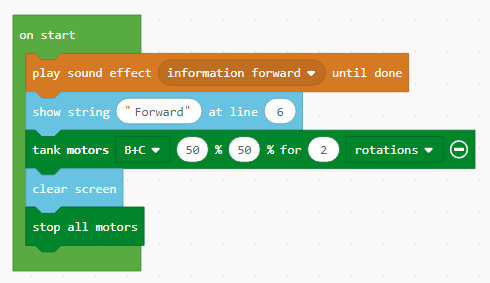 on start
play sound effect information forward until done
show string "Forward" at line 6
tank motors B+C 50 % 50 % for 2 rotations
clear screen
stop all motors